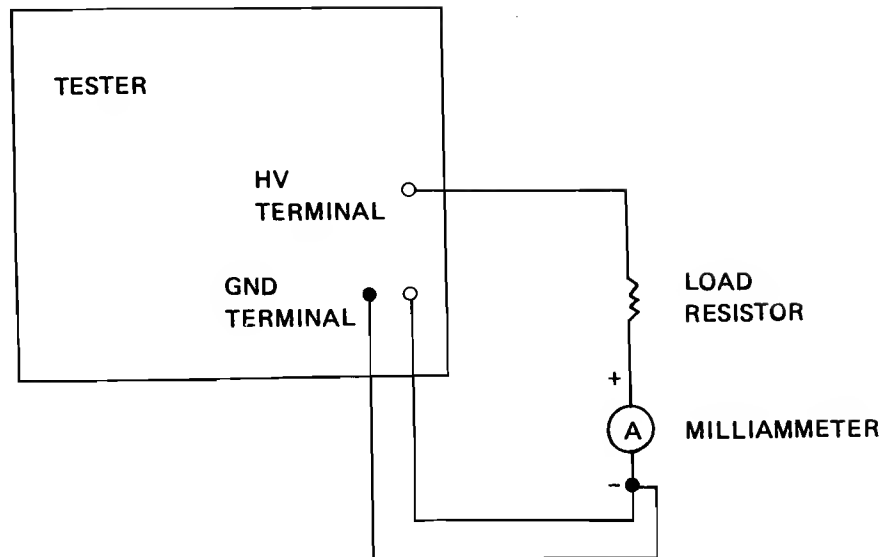 TESTER
HV
TERMINAL
GND
TERMINAL
LOAD
RESISTOR
+
A
MILLIAMMETER
-